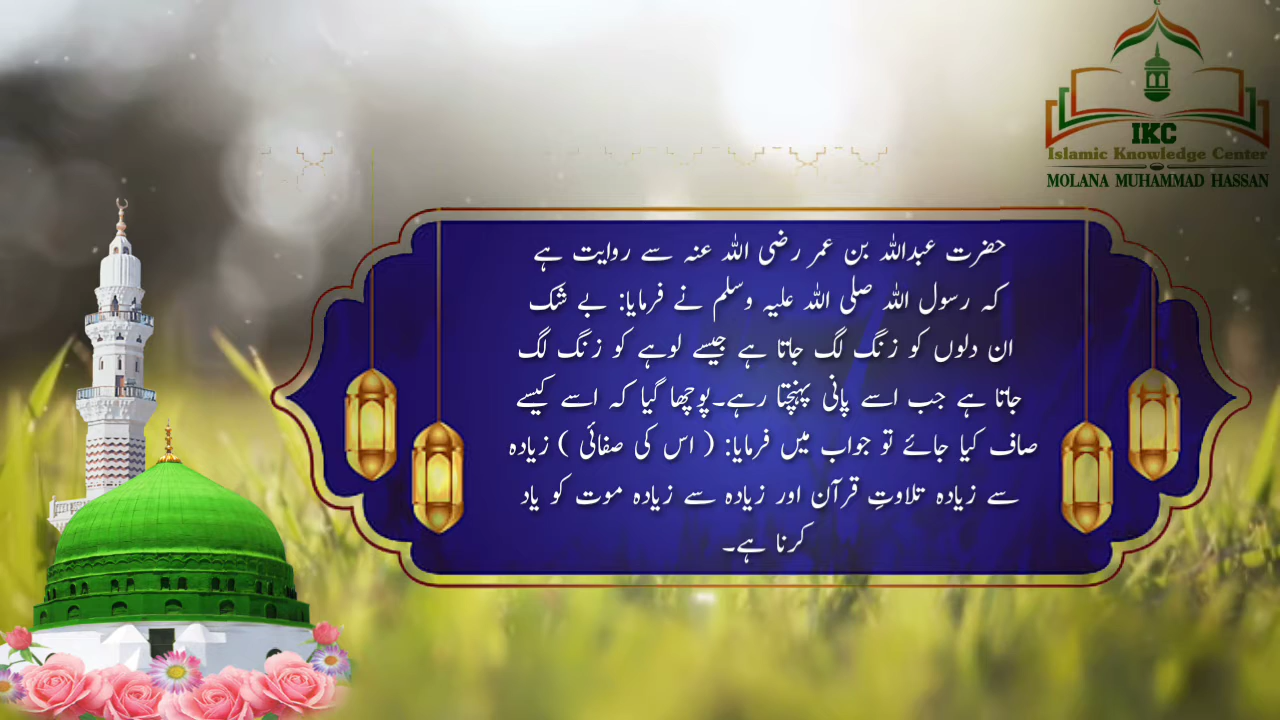 IKC
Islamic Knowledge Center
MOLANA MUHAMMAD HASSAN
حضرت عبداللہ بن عمر رضی اللہ عنہ سے روایت ہے
کہ رسول اللہ صلی اللہ علیہ وسلم نے فرمایا: بے شک
ان دلوں کو زنگ لگ جاتا ہے جیسے لوہے کو زنگ لگ
جاتا ہے جب اسے پانی پہنچتا رہے۔پوچھا گیا کہ اسے کیسے
صاف کیا جائے تو جواب میں فرمایا: ( اس کی صفائی ) زیادہ
سے زیادہ تلاوتِ قرآن اور زیادہ سے زیادہ موت کو یاد
کرنا ہے۔